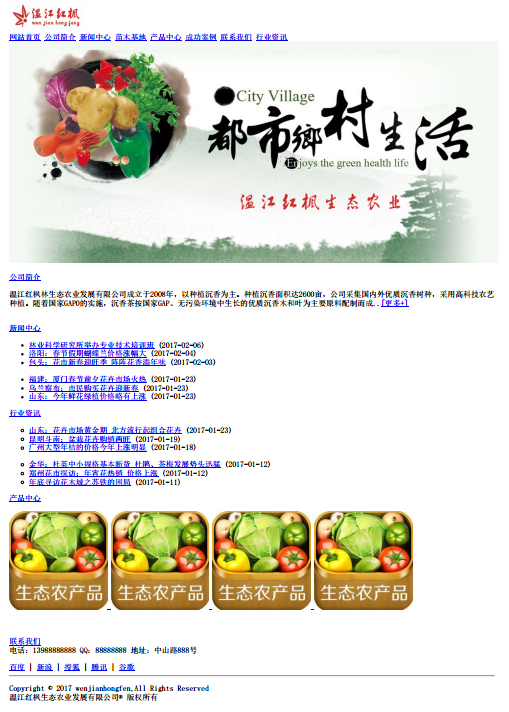 温江红枫
wen jian hong feng
网站首页 公司简介 新闻中心 苗木基地 产品中心 成功案例 联系我们 行业资讯
City Village
都市鄉村生活
Enjoys the green health life
温江红枫生态农业
公司简介
温江红枫林生态农业发展有限公司成立于2008年，以种植沉香为主。种植沉香面积达2600亩，公司采集国内外优质沉香树种，采用高科技农艺
种植。随着国家GAPO的实施，沉香茶按国家GAP、无污染环境中生长的优质沉香木和叶为主要原料配制而成..[更多+]
新闻中心
林业科学研究所举办专业技术培训班 (2017-02-06)
洛阳：春节假期蝴蝶兰价格涨幅大 (2017-02-04)
包头：花市新春迎旺季 阵阵花香添年味 (2017-02-03)
福建：厦门春节前夕花卉市场火热 (2017-01-23)
乌兰察布：市民购买花卉迎新春 (2017-01-23)
山东：今年鲜花绿植价格略有上涨 (2017-01-23)
行业资讯
山东：花卉市场黄金期 北方流行起组合花卉 (2017-01-23)
昆明斗南：盆栽花卉购销两旺 (2017-01-19)
广州大型年桔的价格今年上涨明显 (2017-01-18)
金华：杜英中小规格基本断货 杜鹃、茶梅发展势头迅猛 (2017-01-12)
郑州花市探访：年宵花热销 价格上涨 (2017-01-12)
年底寻访花木城之苏铁的困局 (2017-01-11)
产品中心
生态农产品 生态农产品 生态农产品 生态农产品
联系我们
电话：13988888888 QQ：88888888 地址：中山路888号
百度 | 新浪 | 搜狐 | 腾讯 | 谷歌
Copyright © 2017 wenjianhongfen,All Rights Reserved
温江红枫生态农业发展有限公司® 版权所有